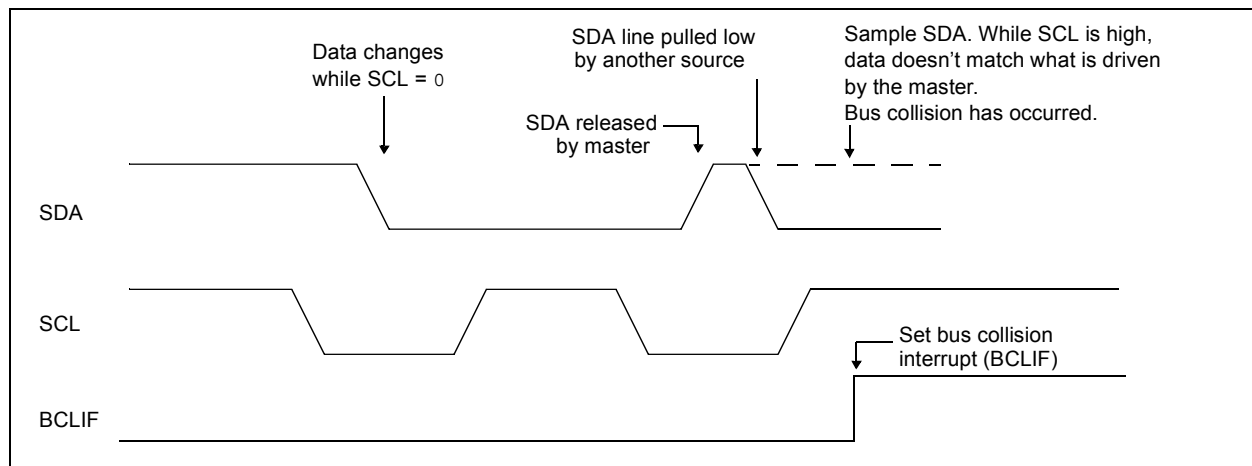 Data changes
while SCL = 0
SDA line pulled low
by another source
Sample SDA. While SCL is high,
data doesn't match what is driven
by the master.
Bus collision has occurred.
SDA released
by master
SDA
SCL
Set bus collision
interrupt (BCLIF)
BCLIF